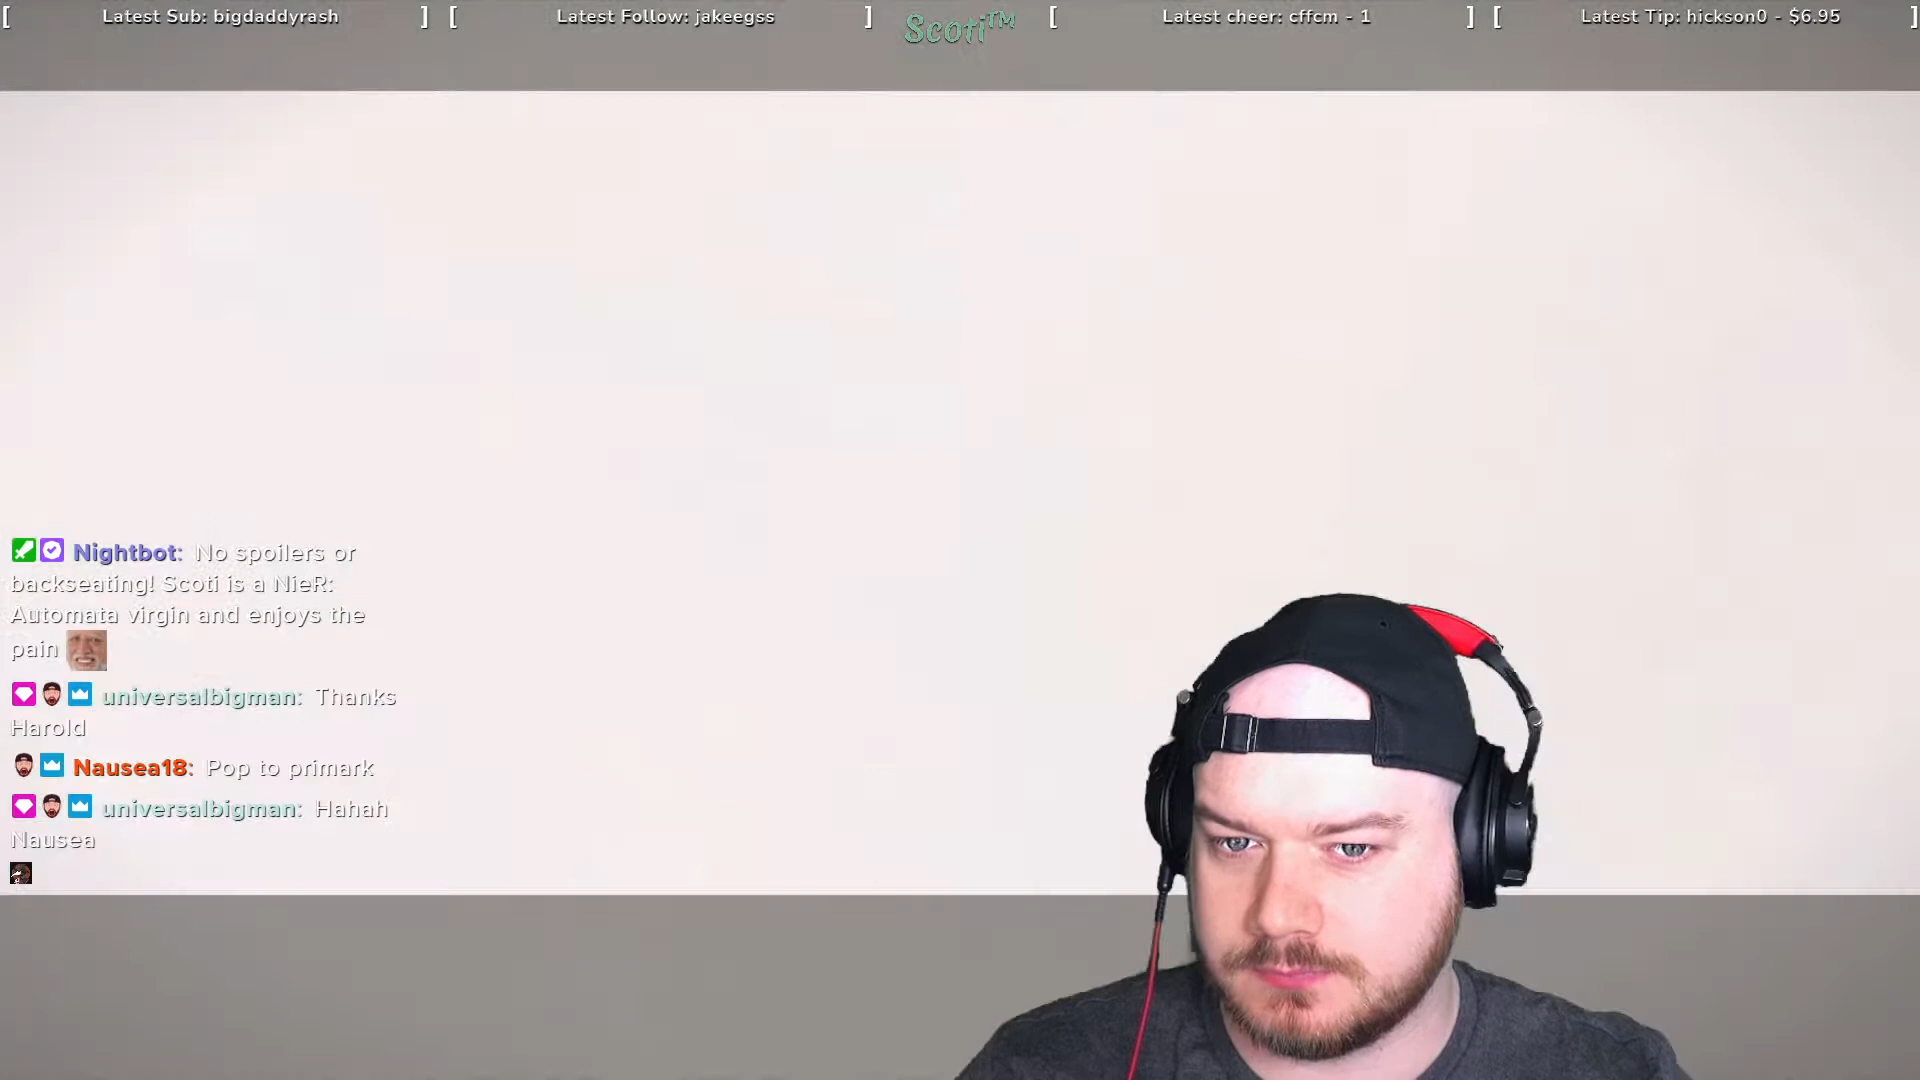 [ Latest Sub: bigdaddyrash ] [ Latest Follow: jakeegss ] Scoti™ [ Latest cheer: cffcm - 1 ] [ Latest Tip: hickson0 - $6.95 ]
Nightbot: No spoilers or
backseating! Scoti is a NieR:
Automata virgin and enjoys the
pain
universalbigman: Thanks
Harold
Nausea18: Pop to primark
universalbigman: Hahah
Nausea